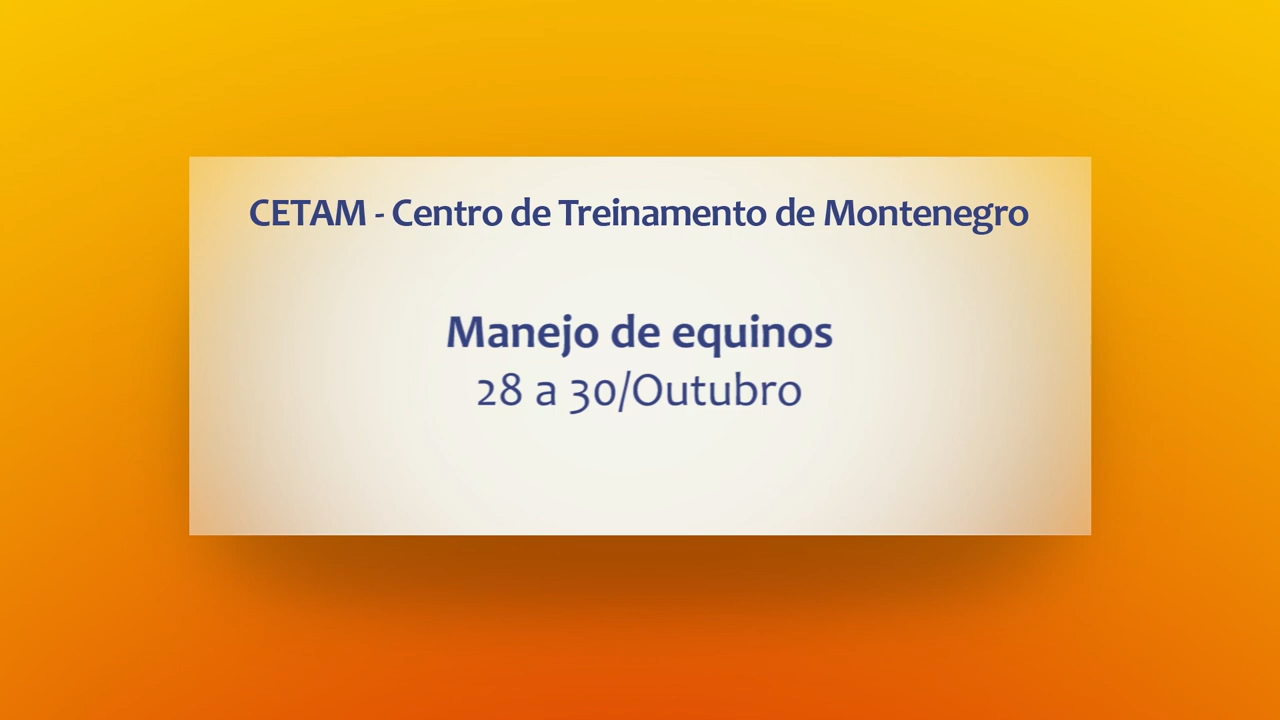 CETAM - Centro de Treinamento de Montenegro
Manejo de equinos
28 a 30/Outubro